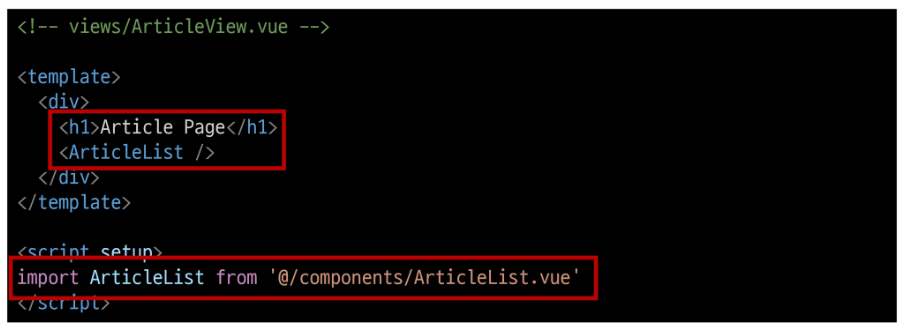 <!-- views/ArticleView.vue -->
<template>
<div>
<h1>Article Page</h1>
<ArticleList />
</div>
</template>
<script setup>
import ArticleList from '@/components/ArticleList.vue'
</script>